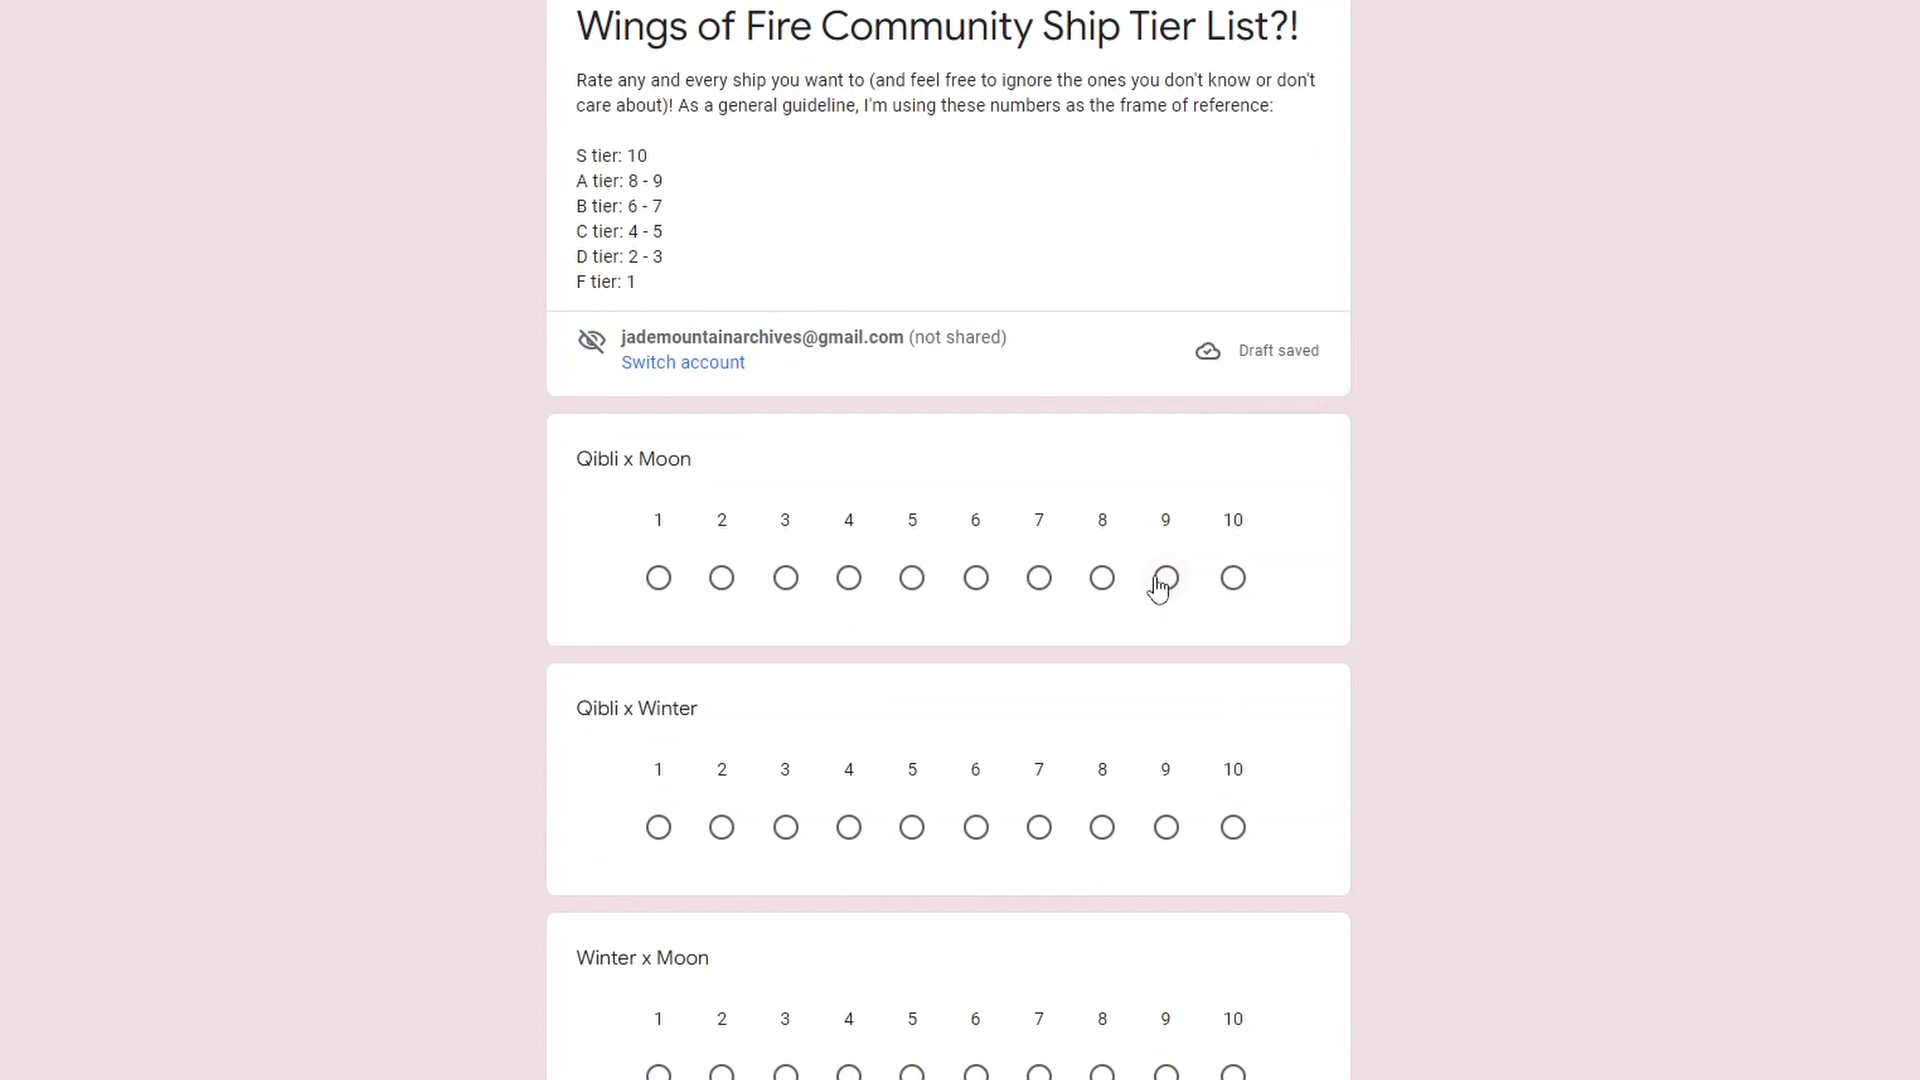 Wings of Fire Community Ship Tier List?!
Rate any and every ship you want to (and feel free to ignore the ones you don't know or don't
care about)! As a general guideline, I'm using these numbers as the frame of reference:
S tier: 10
A tier: 8 - 9
B tier: 6 - 7
C tier: 4 - 5
D tier: 2 - 3
F tier: 1
jademountainarchives@gmail.com (not shared)
Switch account
Draft saved
Qibli x Moon
1 2 3 4 5 6 7 8 9 10
Qibli x Winter
1 2 3 4 5 6 7 8 9 10
Winter x Moon
1 2 3 4 5 6 7 8 9 10